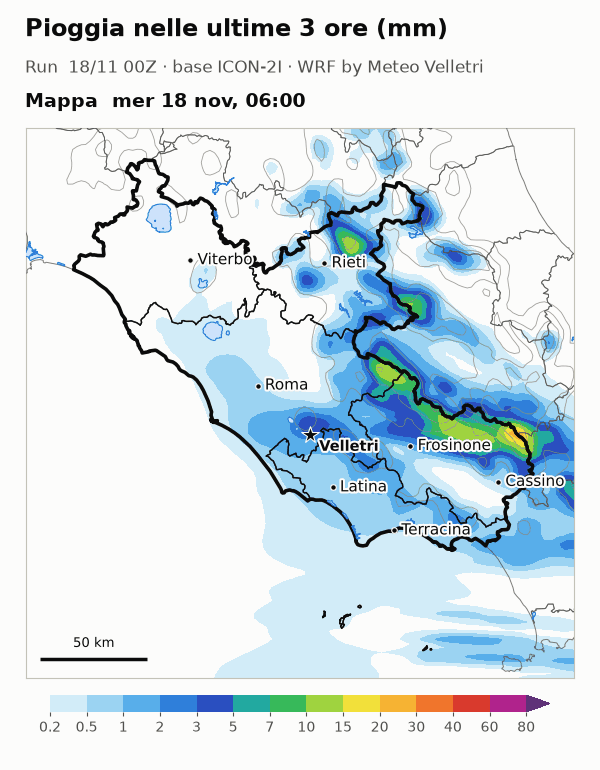 Pioggia nelle ultime 3 ore (mm)
Run  18/11 00Z · base ICON-2I · WRF by Meteo Velletri
Mappa  mer 18 nov, 06:00
Viterbo
Rieti
Roma
Velletri
Frosinone
Cassino
Latina
Terracina
50 km
0.2 0.5 1 2 3 5 7 10 15 20 30 40 60 80